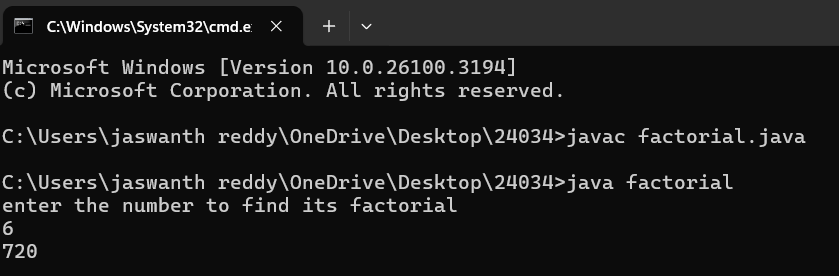 C:\Windows\System32\cmd.e
Microsoft Windows [Version 10.0.26100.3194]
(c) Microsoft Corporation. All rights reserved.
C:\Users\jaswanth reddy\OneDrive\Desktop\24034>javac factorial.java
C:\Users\jaswanth reddy\OneDrive\Desktop\24034>java factorial
enter the number to find its factorial
6
720